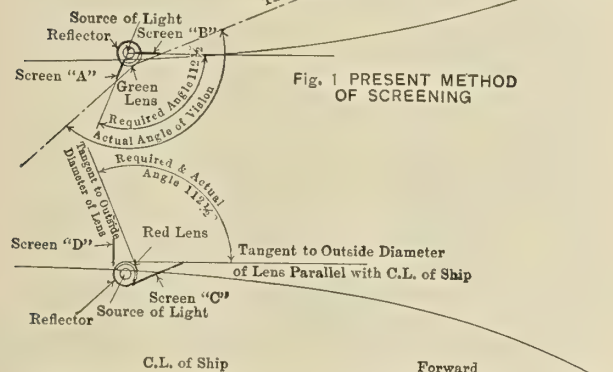 Source of Light
Reflector
Screen "B"
Screen "A"
Green
Lens
Required Angle 112½°
Actual Angle of Vision
Fig. 1 PRESENT METHOD
OF SCREENING
Tangent to Outside
Diameter of Lens
Required & Actual
Angle 112½°
Red Lens
Screen "D"
Tangent to Outside Diameter
of Lens Parallel with C.L. of Ship
Screen "C"
Reflector
Source of Light
C.L. of Ship
Forward